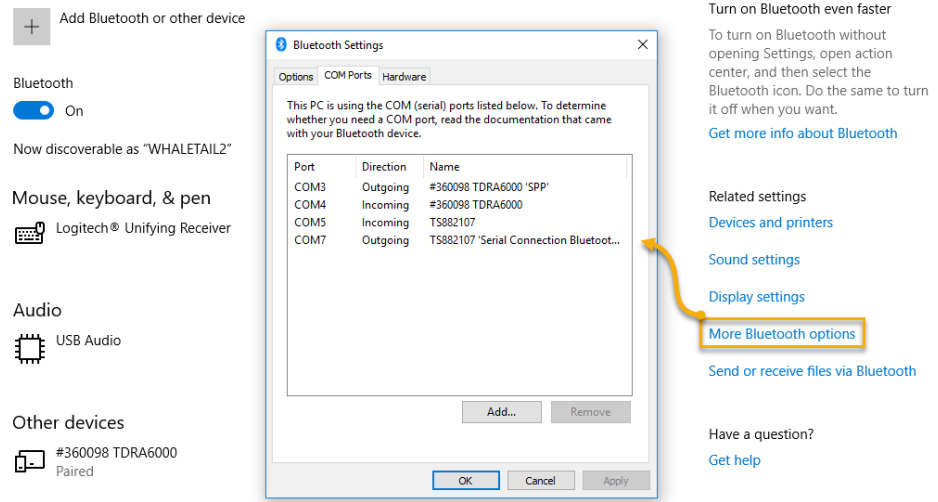 Add Bluetooth or other device
Bluetooth
On
Now discoverable as “WHALETAIL2”
Mouse, keyboard, & pen
Logitech® Unifying Receiver
Audio
USB Audio
Other devices
#360098 TDRA6000
Paired
Bluetooth Settings
Options COM Ports Hardware
This PC is using the COM (serial) ports listed below. To determine
whether you need a COM port, read the documentation that came
with your Bluetooth device.
Port Direction Name
COM3 Outgoing #360098 TDRA6000 'SPP'
COM4 Incoming #360098 TDRA6000
COM5 Incoming TS882107
COM7 Outgoing TS882107 'Serial Connection Bluetoot...
Add... Remove
OK Cancel Apply
Turn on Bluetooth even faster
To turn on Bluetooth without
opening Settings, open action
center, and then select the
Bluetooth icon. Do the same to turn
it off when you want.
Get more info about Bluetooth
Related settings
Devices and printers
Sound settings
Display settings
More Bluetooth options
Send or receive files via Bluetooth
Have a question?
Get help